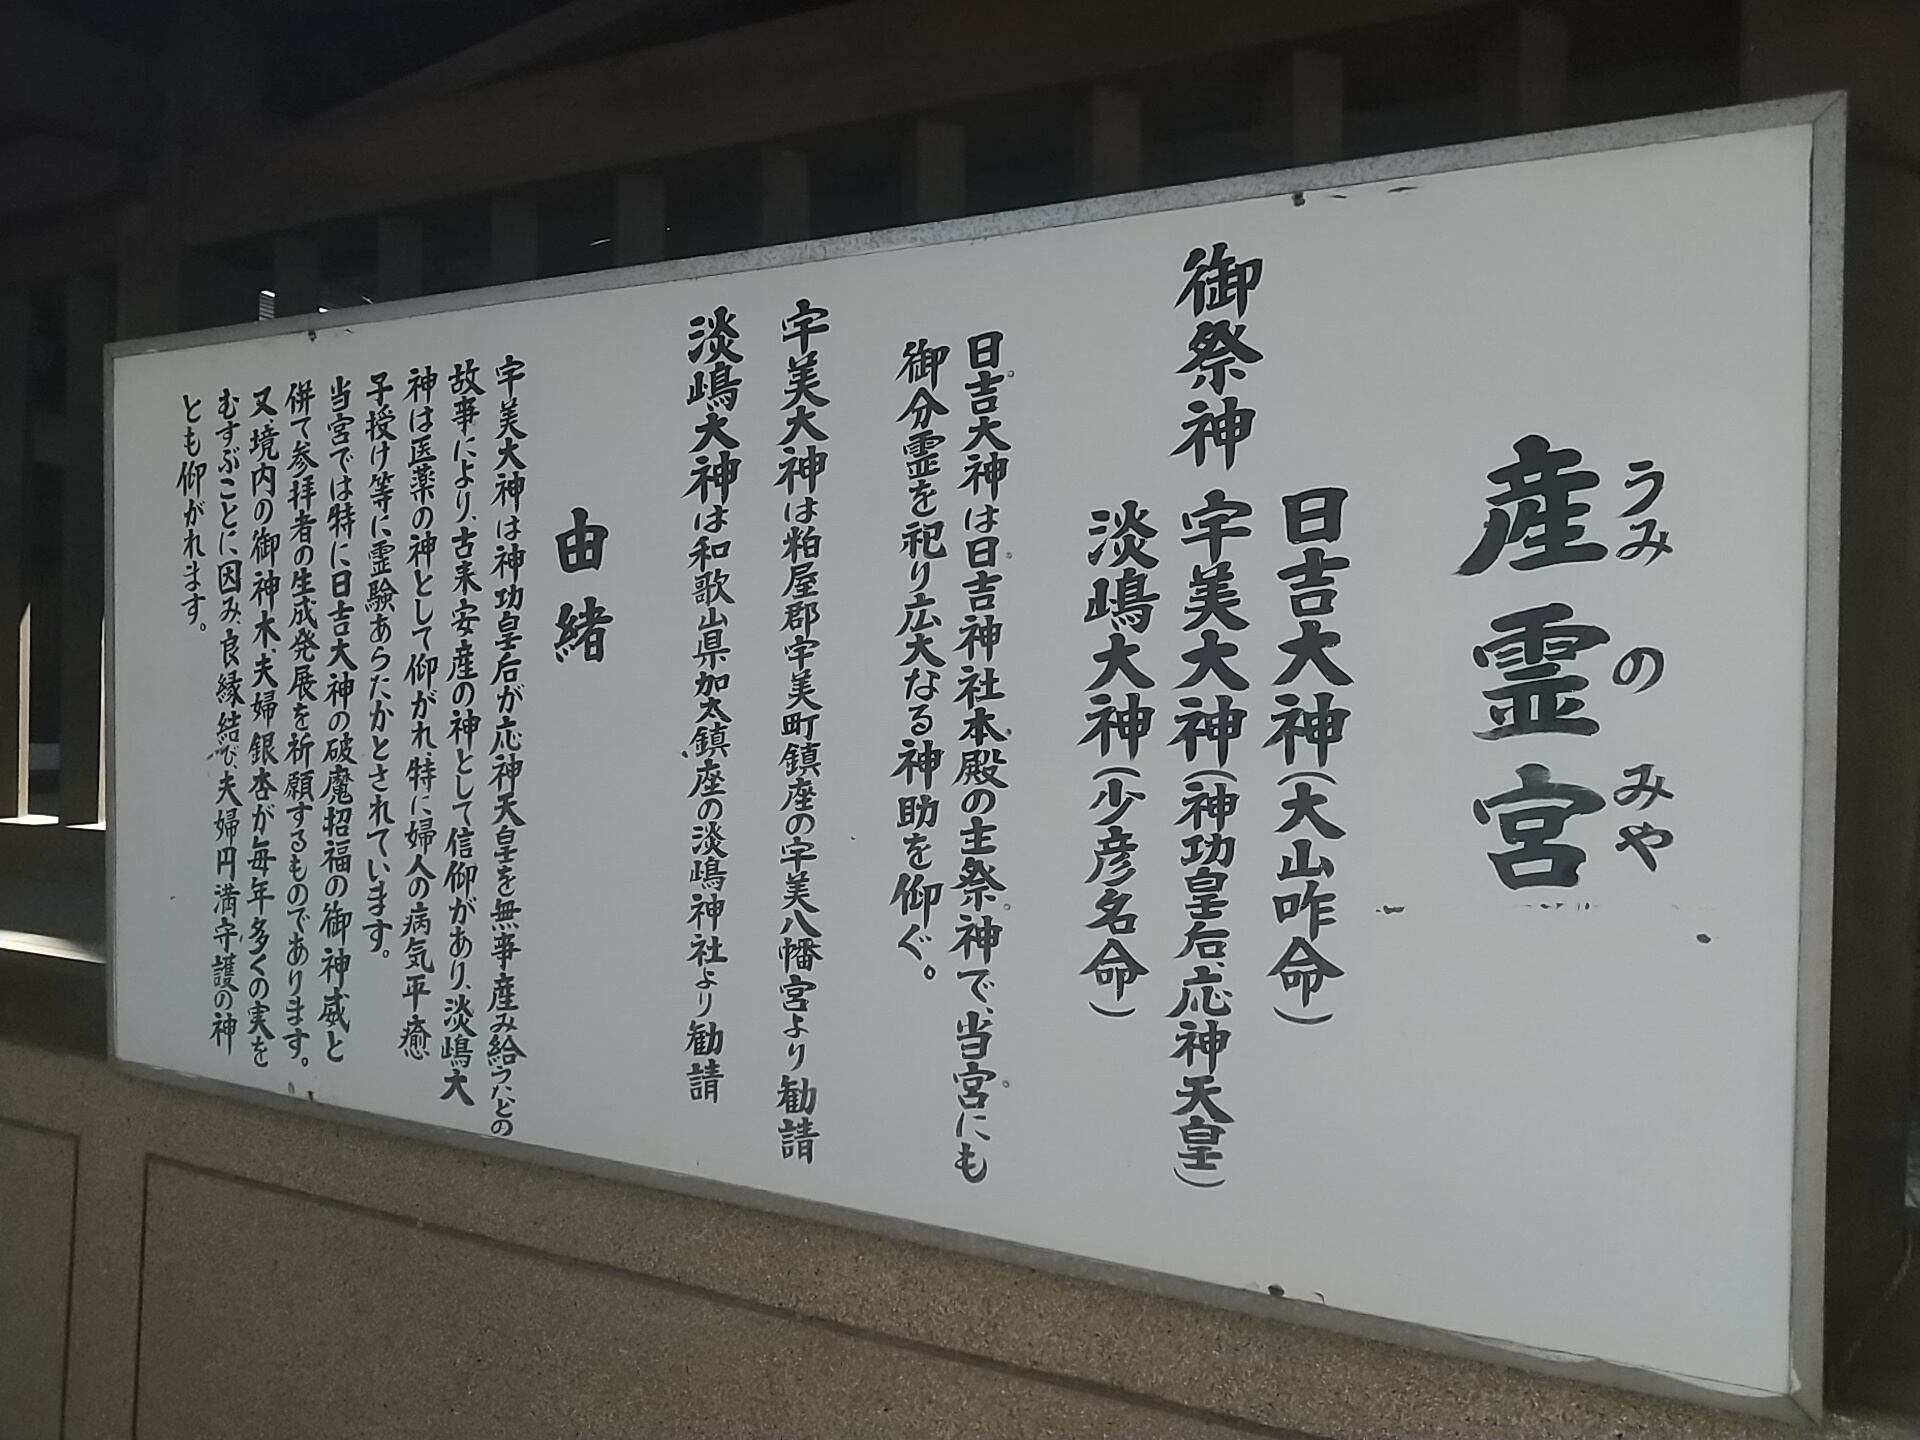 産霊宮
うみのみや
御祭神
日吉大神(大山咋命)
宇美大神(神功皇后、応神天皇)
淡嶋大神(少彦名命)
日吉大神は日吉神社本殿の主祭神で、当宮にも
御分霊を祀り広大なる神助を仰ぐ。
宇美大神は粕屋郡宇美町鎮座の宇美八幡宮より勧請
淡嶋大神は和歌山県加太鎮座の淡嶋神社より勧請
由緒
宇美大神は神功皇后が応神天皇を無事産み給うなどの
故事により、古来安産の神として信仰があり、淡嶋大
神は医薬の神として仰がれ、特に婦人の病気平癒
子授け等に霊験あらたかとされています。
当宮では特に日吉大神の破魔招福の御神威と
併て参拝者の生成発展を祈願するものであります。
又境内の御神木、夫婦銀杏が毎年多くの実を
むすぶことに因み、良縁結び夫婦円満守護の神
とも仰がれます。